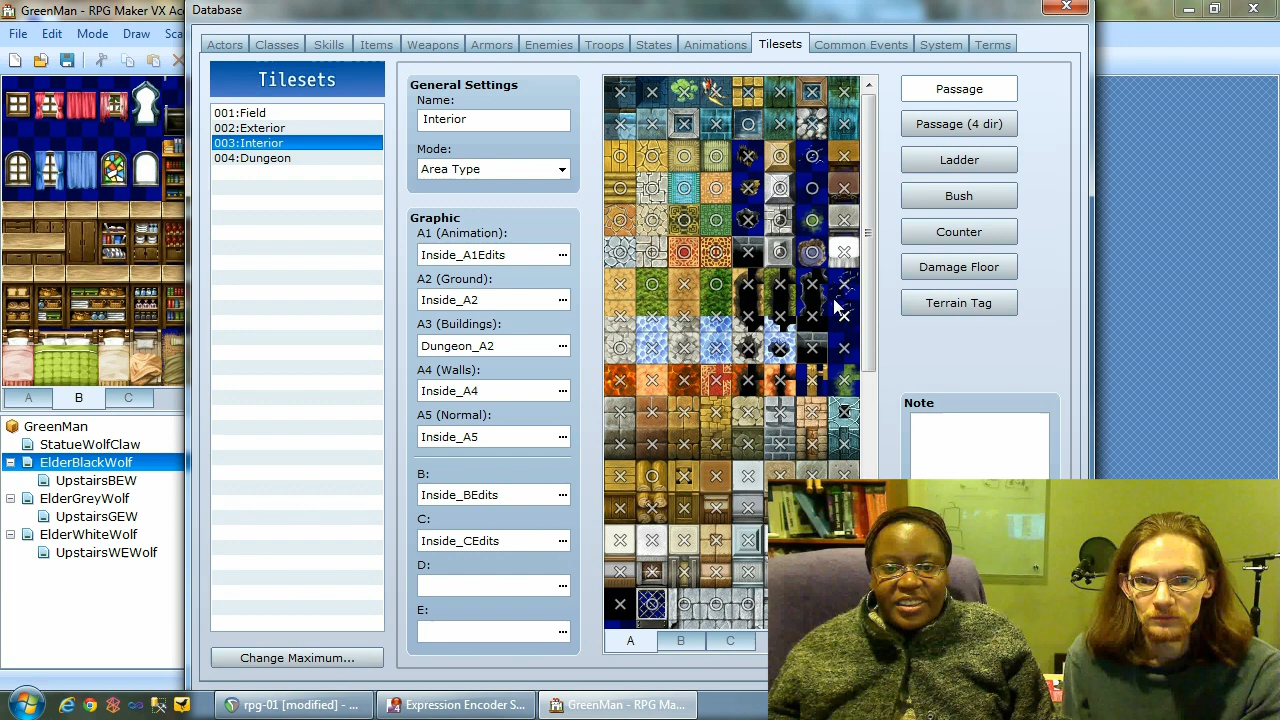 GreenMan - RPG Maker VX Ac
Database
File Edit Mode Draw Sca
Actors Classes Skills Items Weapons Armors Enemies Troops States Animations Tilesets Common Events System Terms
Tilesets
001:Field
002:Exterior
003:Interior
004:Dungeon
Change Maximum...
General Settings
Name:
Interior
Mode:
Area Type
Graphic
A1 (Animation):
Inside_A1Edits ...
A2 (Ground):
Inside_A2 ...
A3 (Buildings):
Dungeon_A2 ...
A4 (Walls):
Inside_A4 ...
A5 (Normal):
Inside_A5 ...
B:
Inside_BEdits ...
C:
Inside_CEdits ...
D:
...
E:
...
A B C
Passage
Passage (4 dir)
Ladder
Bush
Counter
Damage Floor
Terrain Tag
Note
A B C
GreenMan
StatueWolfClaw
ElderBlackWolf
UpstairsBEW
ElderGreyWolf
UpstairsGEW
ElderWhiteWolf
UpstairsWEWolf
rpg-01 [modified] - ...
Expression Encoder S...
GreenMan - RPG Ma...